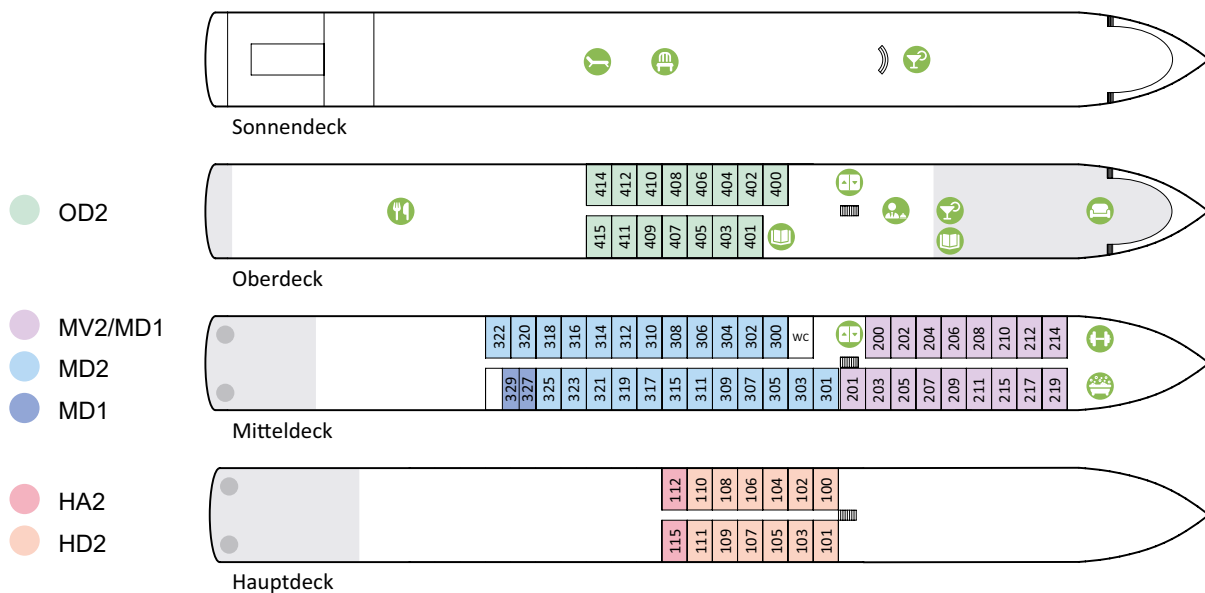 Sonnendeck
OD2
414 412 410 408 406 404 402 400
415 411 409 407 405 403 401
Oberdeck
MV2/MD1
MD2
MD1
322 320 318 316 314 312 310 308 306 304 302 300 WC 200 202 204 206 208 210 212 214
329 327 325 323 321 319 317 315 311 309 307 305 303 301 201 203 205 207 209 211 215 217 219
Mitteldeck
HA2
HD2
112 110 108 106 104 102 100
115 111 109 107 105 103 101
Hauptdeck